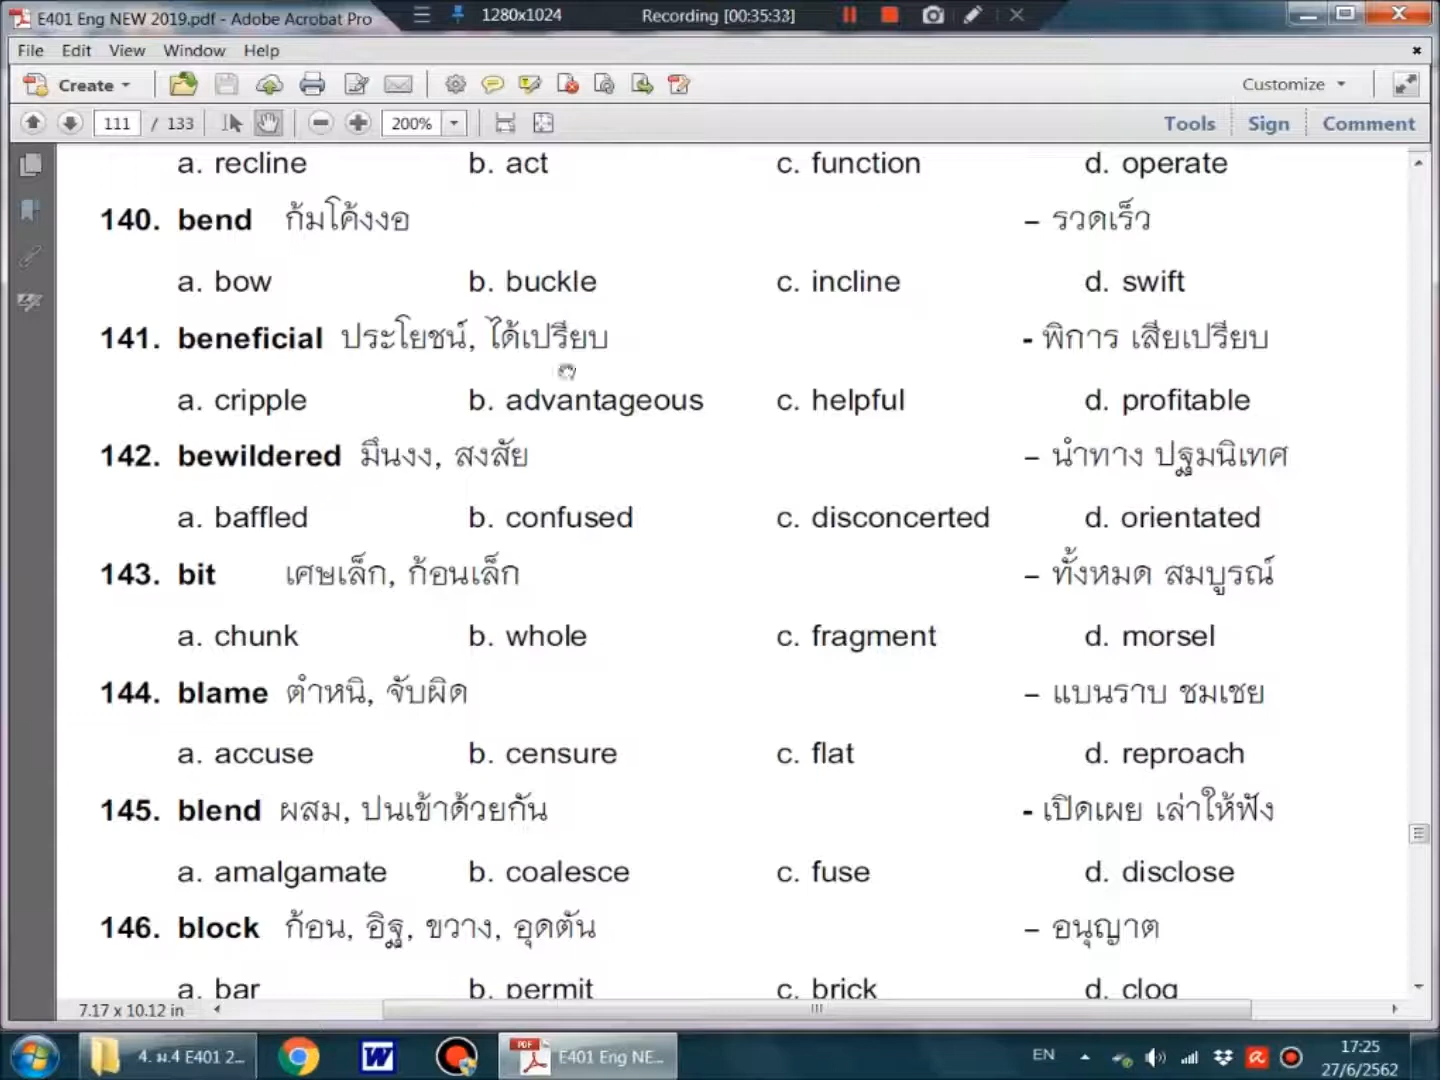 E401 Eng NEW 2019.pdf - Adobe Acrobat Pro
1280x1024
Recording [00:35:33]
File Edit View Window Help
Create
Customize
111 / 133
200%
Tools Sign Comment
a. recline b. act c. function d. operate
140. bend ก้มโค้งงอ – รวดเร็ว
a. bow b. buckle c. incline d. swift
141. beneficial ประโยชน์, ได้เปรียบ - พิการ เสียเปรียบ
a. cripple b. advantageous c. helpful d. profitable
142. bewildered มึนงง, สงสัย – นำทาง ปฐมนิเทศ
a. baffled b. confused c. disconcerted d. orientated
143. bit เศษเล็ก, ก้อนเล็ก – ทั้งหมด สมบูรณ์
a. chunk b. whole c. fragment d. morsel
144. blame ตำหนิ, จับผิด – แบนราบ ชมเชย
a. accuse b. censure c. flat d. reproach
145. blend ผสม, ปนเข้าด้วยกัน - เปิดเผย เล่าให้ฟัง
a. amalgamate b. coalesce c. fuse d. disclose
146. block ก้อน, อิฐ, ขวาง, อุดตัน – อนุญาต
a. bar b. permit c. brick d. clog
7.17 x 10.12 in
4. ม.4 E401 2...
E401 Eng NE...
EN
17:25
27/6/2562